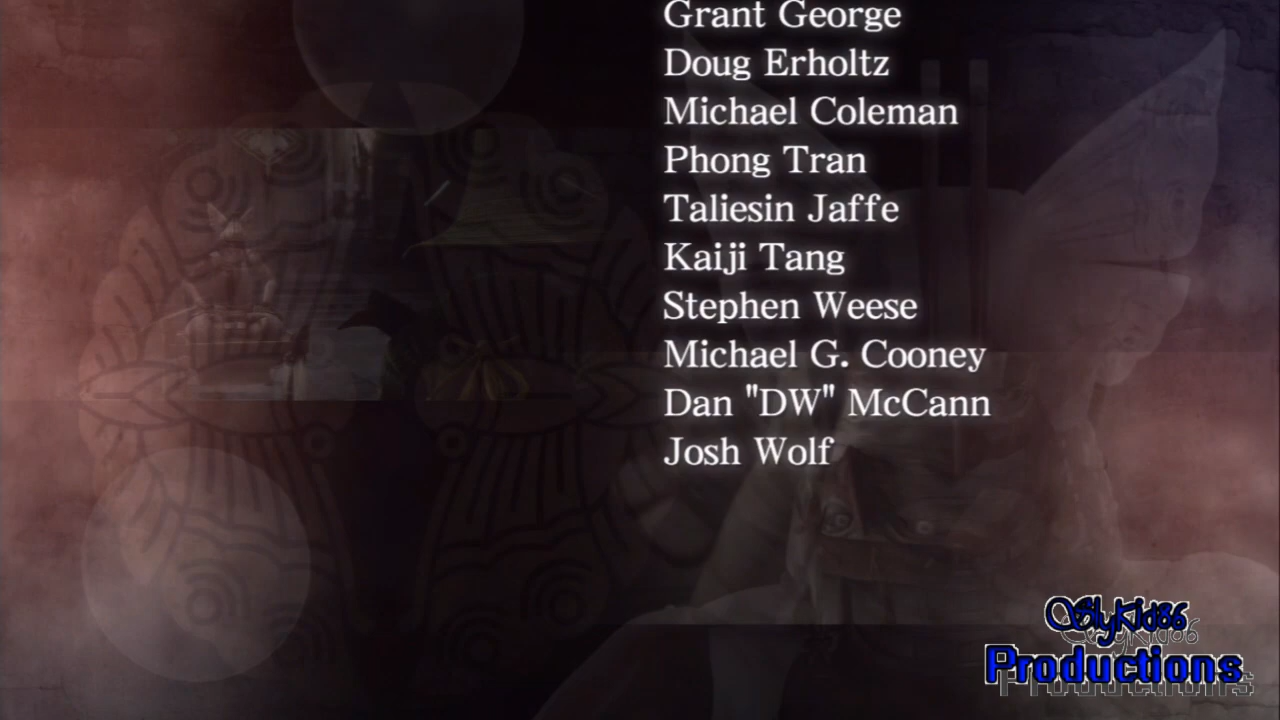 Grant George
Doug Erholtz
Michael Coleman
Phong Tran
Taliesin Jaffe
Kaiji Tang
Stephen Weese
Michael G. Cooney
Dan "DW" McCann
Josh Wolf
SlyKid86
Productions